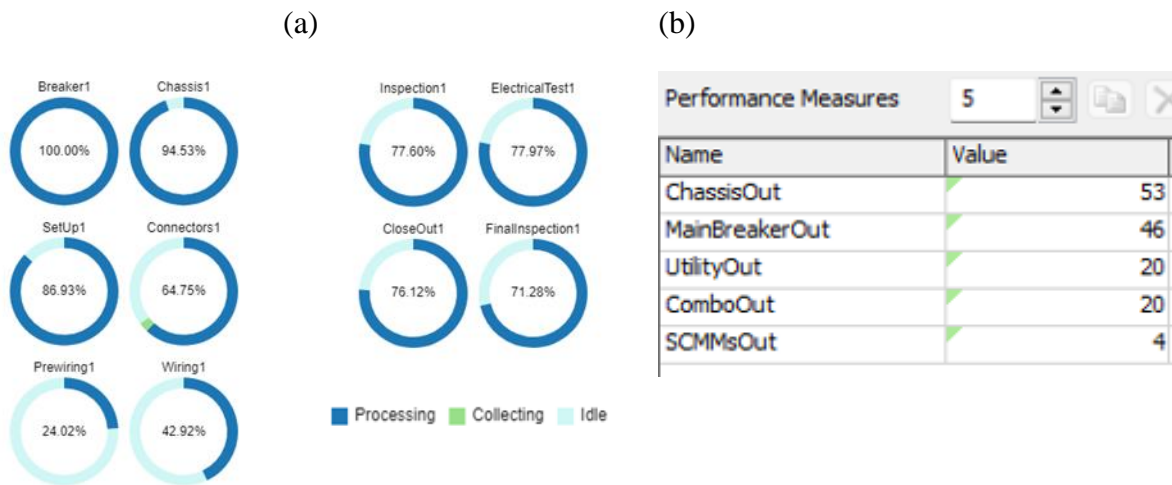 (a)
(b)
Breaker1 Chassis1
100.00% 94.53%
SetUp1 Connectors1
86.93% 64.75%
Prewiring1 Wiring1
24.02% 42.92%
Inspection1 ElectricalTest1
77.60% 77.97%
CloseOut1 FinalInspection1
76.12% 71.28%
Processing Collecting Idle
Performance Measures 5
Name Value
ChassisOut 53
MainBreakerOut 46
UtilityOut 20
ComboOut 20
SCMMsOut 4